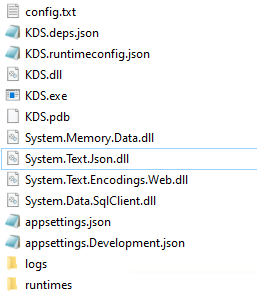 config.txt
KDS.deps.json
KDS.runtimeconfig.json
KDS.dll
KDS.exe
KDS.pdb
System.Memory.Data.dll
System.Text.Json.dll
System.Text.Encodings.Web.dll
System.Data.SqlClient.dll
appsettings.json
appsettings.Development.json
logs
runtimes